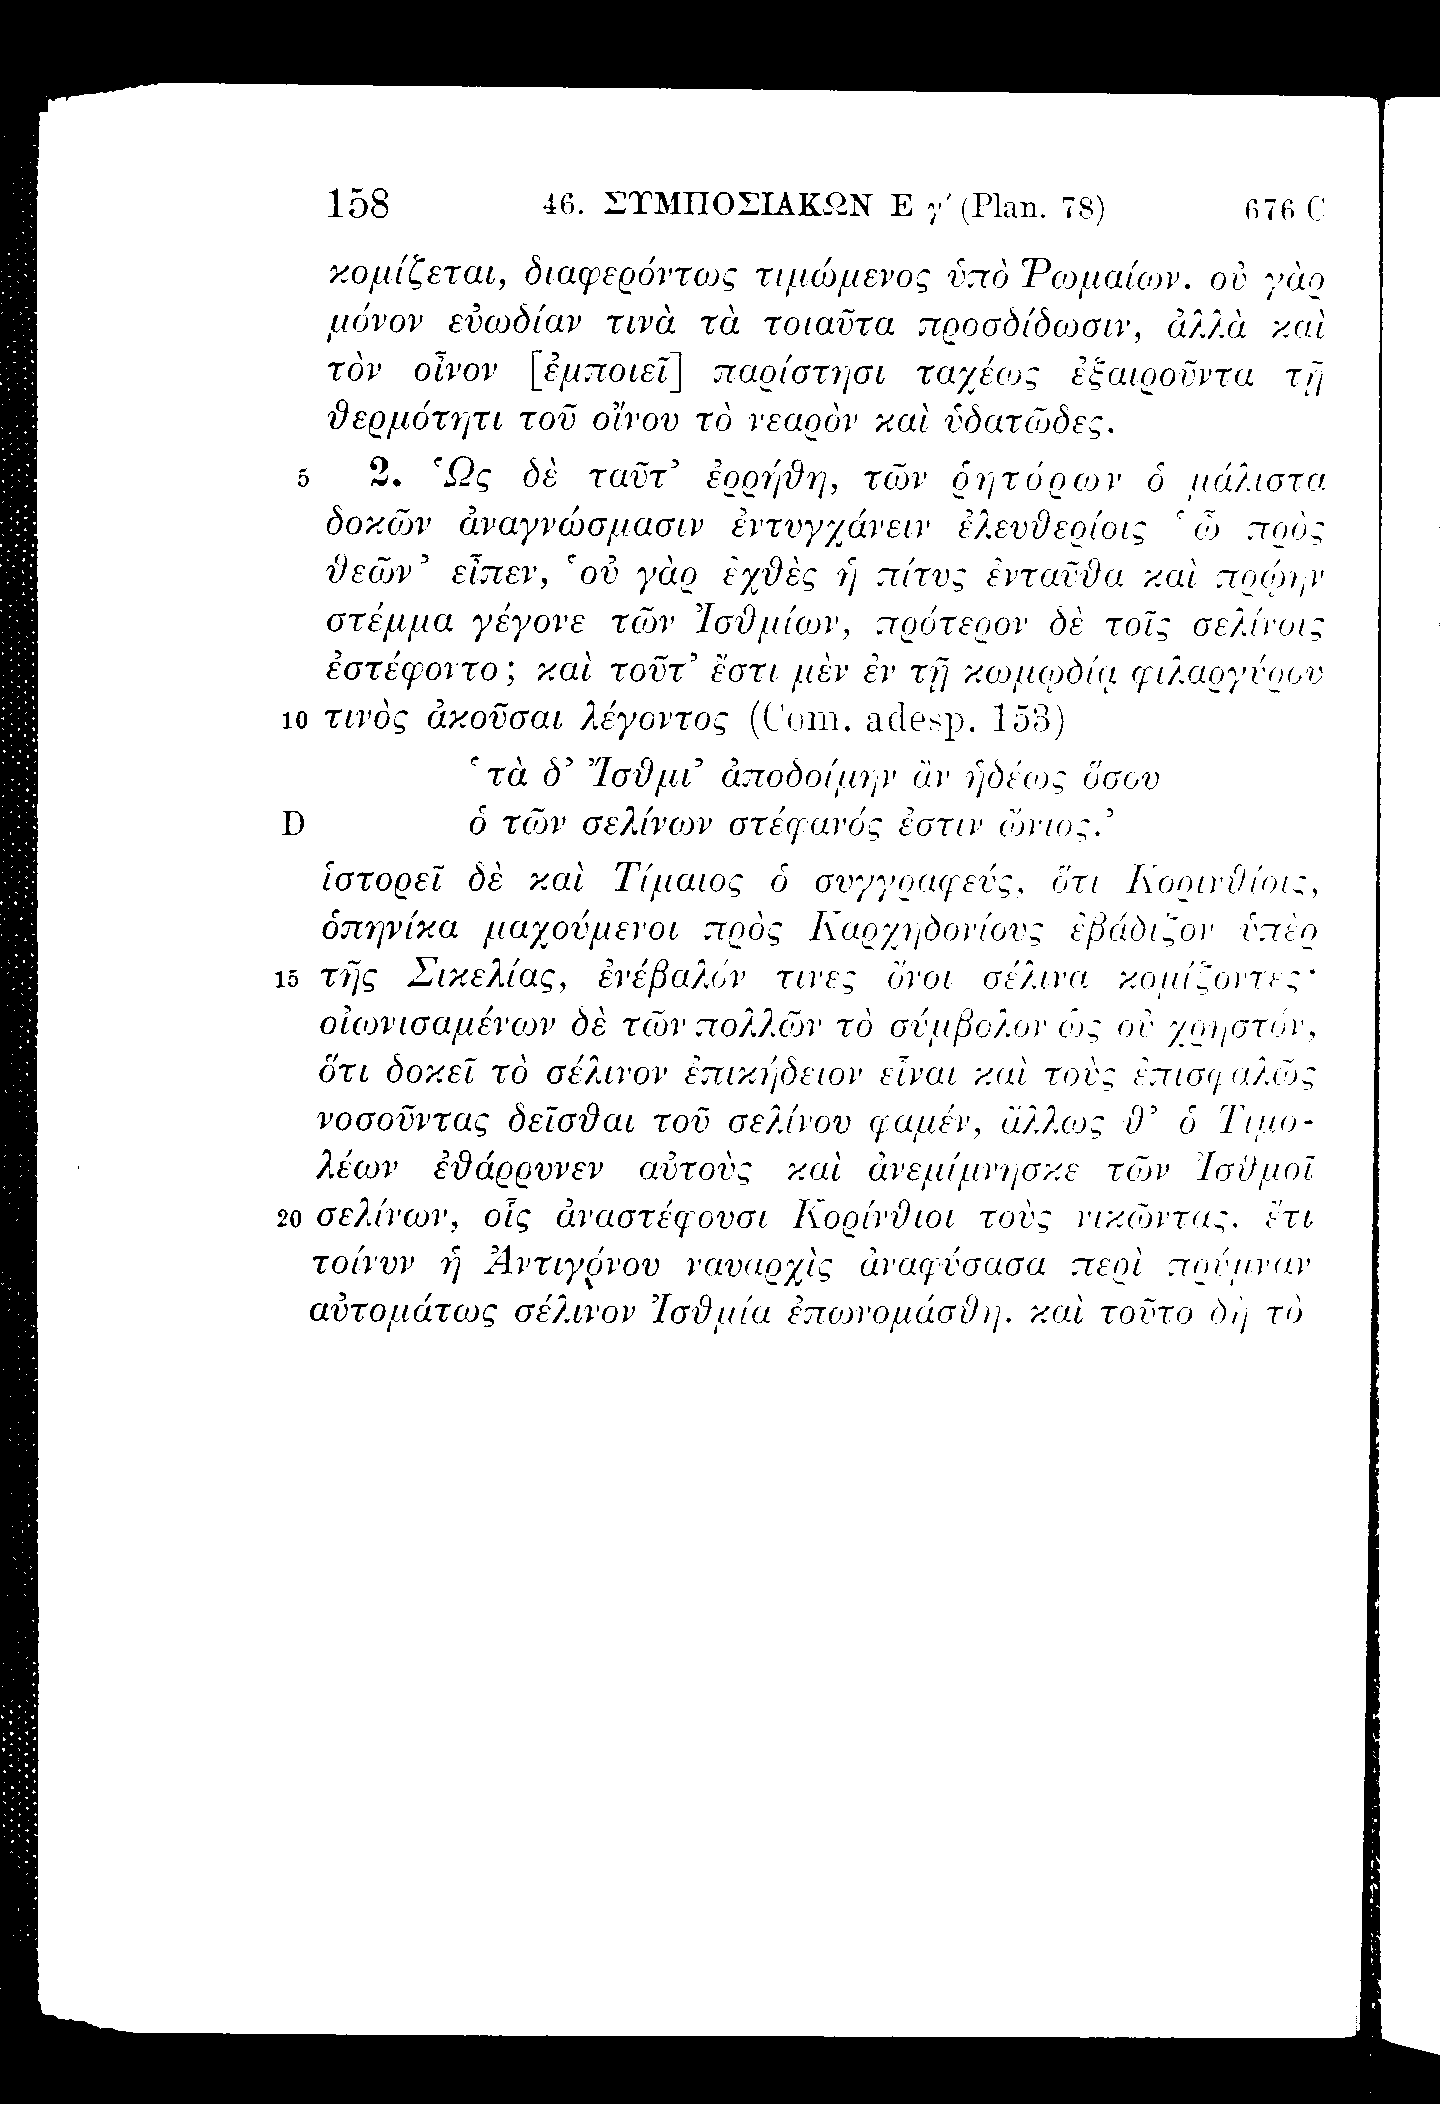 158 46. ΣΥΜΠΟΣΙΑΚΩΝ Ε γ' (Plan. 78) 676 C
κομίζεται, διαφερόντως τιμώμενος ὑπὸ Ῥωμαίων. οὐ γὰρ
μόνον εὐωδίαν τινὰ τὰ τοιαῦτα προσδίδωσιν, ἀλλὰ καὶ
τὸν οἶνον [ἐμποιεῖ] παρίστησι ταχέως ἐξαιροῦντα τῇ
θερμότητι τοῦ οἴνου τὸ νεαρὸν καὶ ὑδατῶδες.
5 2. Ὡς δὲ ταῦτ’ ἐρρήθη, τῶν ῥητόρων ὁ μάλιστα
δοκῶν ἀναγνώσμασιν ἐντυγχάνειν ἐλευθερίοις ‘ὦ πρὸς
θεῶν’ εἶπεν, ‘οὐ γὰρ ἐχθὲς ἡ πίτυς ἐνταῦθα καὶ πρῴην
στέμμα γέγονε τῶν Ἰσθμίων, πρότερον δὲ τοῖς σελίνοις
ἐστέφοντο; καὶ τοῦτ’ ἔστι μὲν ἐν τῇ κωμῳδίᾳ φιλαργύρου
10 τινὸς ἀκοῦσαι λέγοντος (Com. adesp. 153)
‘τὰ δ’ Ἴσθμι’ ἀποδοίμην ἂν ἡδέως ὅσου
D ὁ τῶν σελίνων στέφανός ἐστιν ὤνιος.’
ἱστορεῖ δὲ καὶ Τίμαιος ὁ συγγραφεύς, ὅτι Κορινθίοις,
ὁπηνίκα μαχούμενοι πρὸς Καρχηδονίους ἐβάδιζον ὑπὲρ
15 τῆς Σικελίας, ἐνέβαλόν τινες ὄνοι σέλινα κομίζοντες·
οἰωνισαμένων δὲ τῶν πολλῶν τὸ σύμβολον ὡς οὐ χρηστόν,
ὅτι δοκεῖ τὸ σέλινον ἐπικήδειον εἶναι καὶ τοὺς ἐπισφαλῶς
νοσοῦντας δεῖσθαι τοῦ σελίνου φαμέν, ἄλλως θ’ ὁ Τιμο-
λέων ἐθάρρυνεν αὐτοὺς καὶ ἀνεμίμνησκε τῶν Ἰσθμοῖ
20 σελίνων, οἷς ἀναστέφουσι Κορίνθιοι τοὺς νικῶντας. ἔτι
τοίνυν ἡ Ἀντιγόνου ναυαρχὶς ἀναφύσασα περὶ πρύμναν
αὐτομάτως σέλινον Ἰσθμία ἐπωνομάσθη. καὶ τοῦτο δὴ τὸ